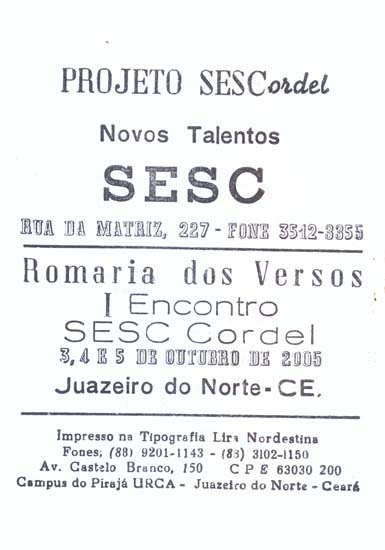 PROJETO SESCordel
Novos Talentos
SESC
RUA DA MATRIZ, 227 - FONE 3512-3355
Romaria dos Versos
I Encontro
SESC Cordel
3, 4 E 5 DE OUTUBRO DE 2005
Juazeiro do Norte - CE.
Impresso na Tipografia Lira Nordestina
Fones; (88) 9201-1143 - (88) 3102-1150
Av. Castelo Branco, 150 CPE 63030 200
Campus do Pirajá URCA - Juazeiro do Norte - Ceará